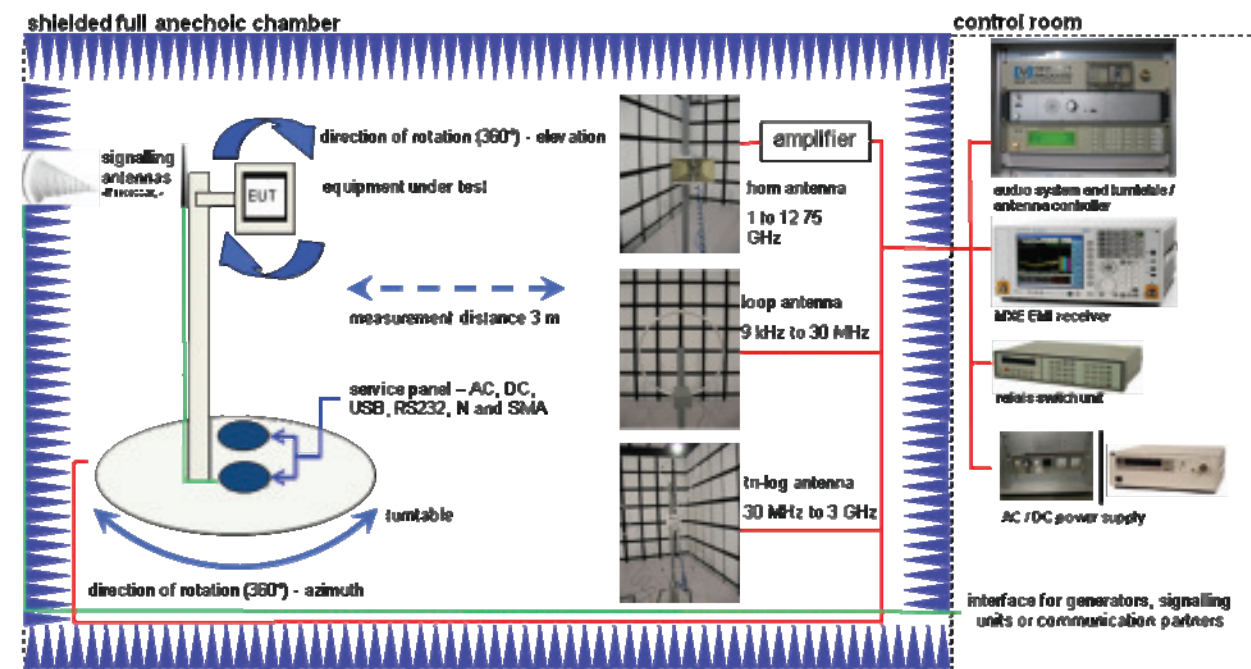 shielded full anechoic chamber
control room
direction of rotation (360°) - elevation
signalling
antennas
equipment under test
EUT
amplifier
horn antenna
1 to 12 75
GHz
audio system and turntable /
antenna controller
measurement distance 3 m
loop antenna
9 kHz to 30 MHz
MXE EMI receiver
service panel – AC, DC,
USB, RS232, N and SMA
relais switch unit
tri-log antenna
30 MHz to 3 GHz
turntable
AC / DC power supply
direction of rotation (360°) - azimuth
interface for generators, signalling
units or communication partners